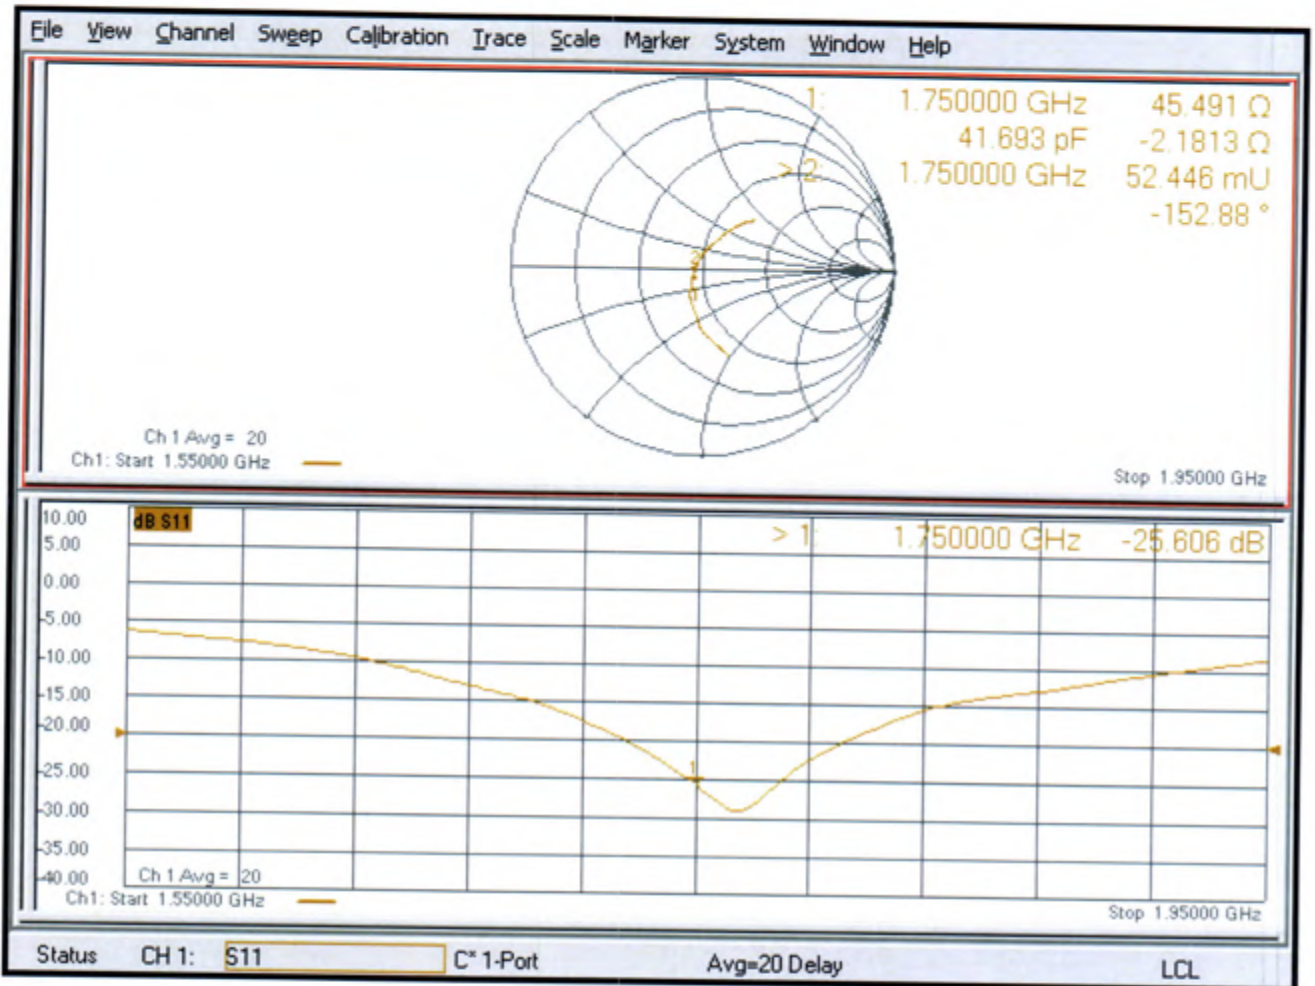 File View Channel Sweep Calibration Trace Scale Marker System Window Help
1: 1.750000 GHz 45.491 Ω
41.693 pF -2.1813 Ω
> 2: 1.750000 GHz 52.446 mU
-152.88 °
Ch 1 Avg = 20
Ch1: Start 1.55000 GHz
Stop 1.95000 GHz
10.00 dB S11
> 1: 1.750000 GHz -25.606 dB
5.00
0.00
-5.00
-10.00
-15.00
-20.00
-25.00
1
-30.00
-35.00
-40.00
Ch 1 Avg = 20
Ch1: Start 1.55000 GHz
Stop 1.95000 GHz
Status CH 1: S11 C* 1-Port Avg=20 Delay LCL